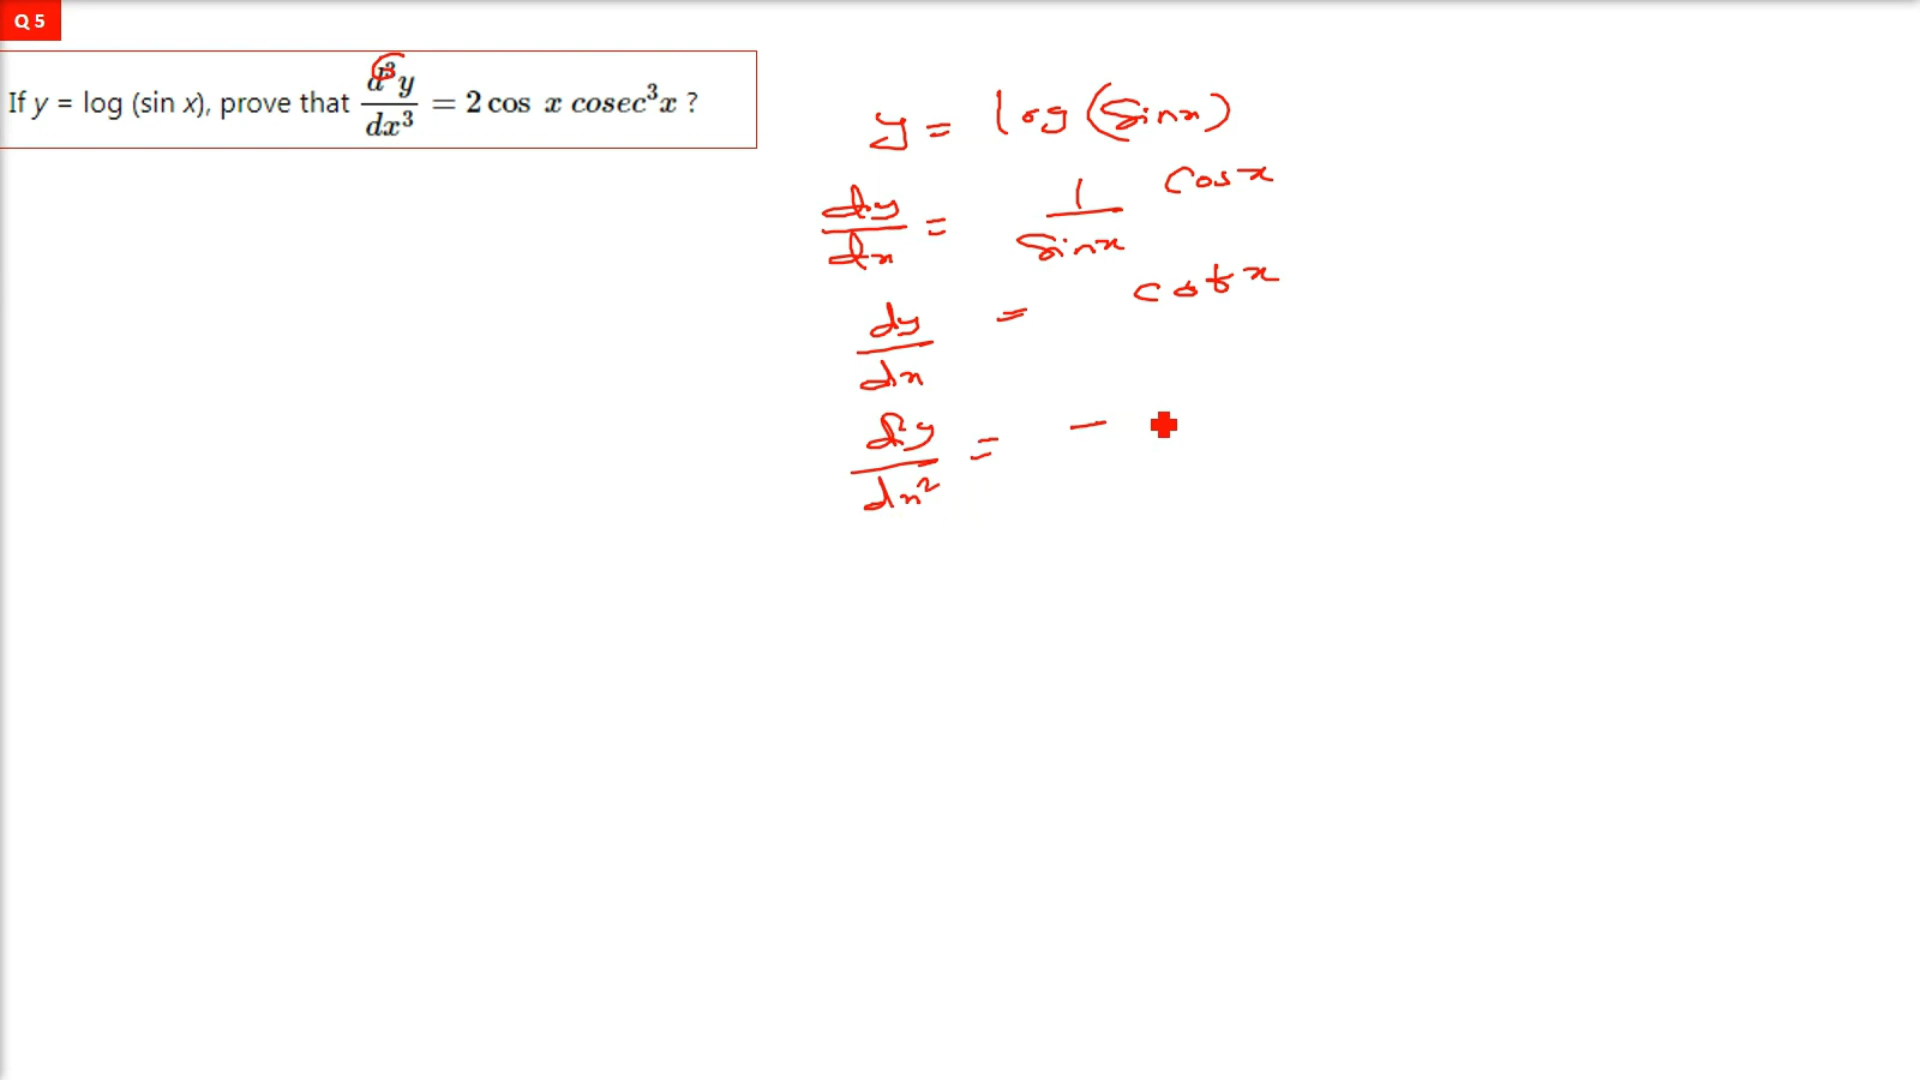 Q 5
If y = log (sin x), prove that d³y/dx³ = 2 cos x cosec³x ?
y = log (sinx)
dy/dx = 1/sinx cosx
dy/dx = cotx
d²y/dx² = −